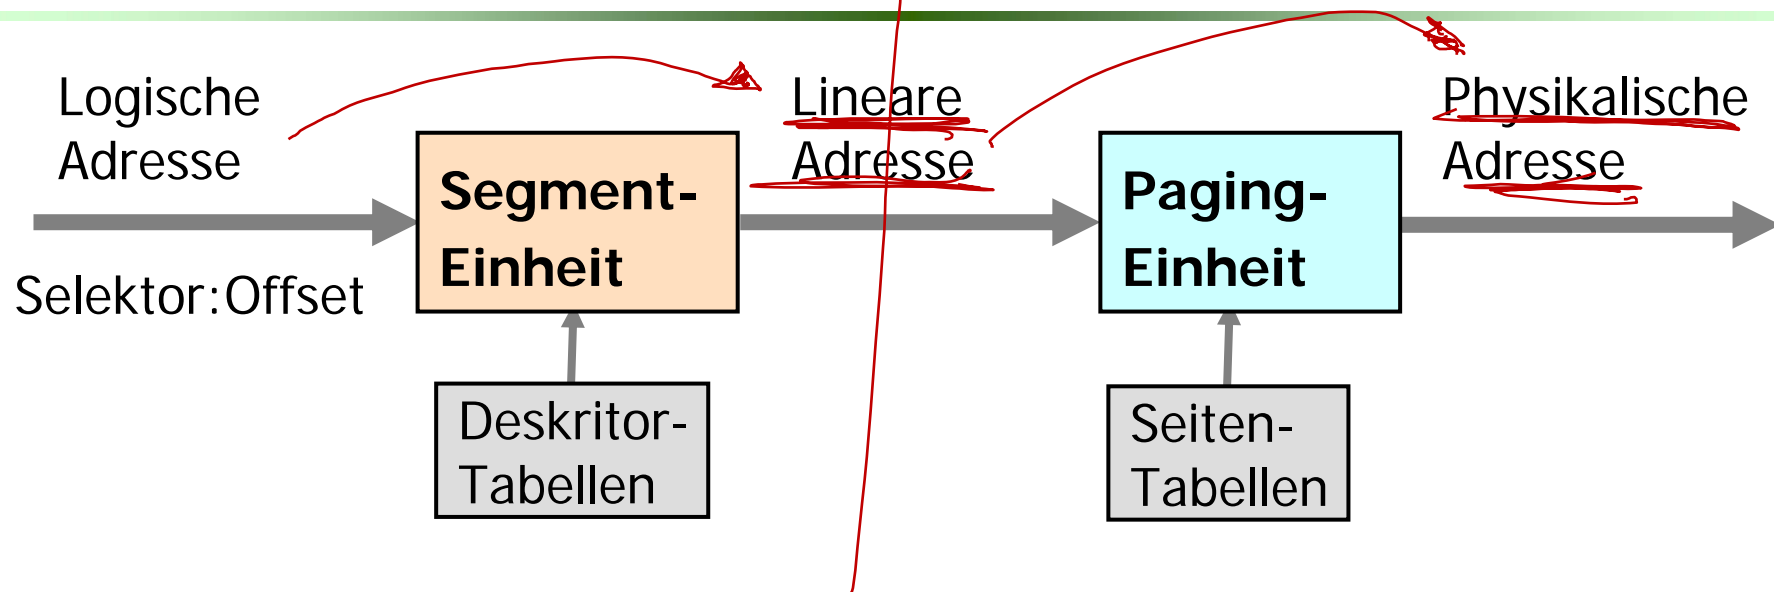 Logische
Adresse
Selektor:Offset
Segment-
Einheit
Deskritor-
Tabellen
Lineare
Adresse
Paging-
Einheit
Seiten-
Tabellen
Physikalische
Adresse